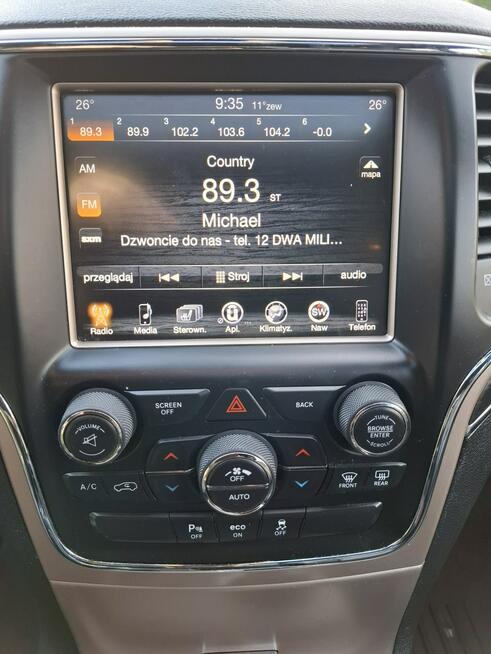 26° 9:35 11°zew 26°
1 89.3 2 89.9 3 102.2 4 103.6 5 104.2 6 -0.0
AM
Country
FM
89.3 ST
mapa
Michael
sxm
Dzwoncie do nas - tel. 12 DWA MILI...
przeglądaj Stroj audio
Radio Media Sterown. Apl. Klimatyz. SW Naw Telefon
SCREEN OFF
BACK
VOLUME
TUNE
BROWSE
ENTER
SCROLL
OFF
AUTO
A/C
FRONT
REAR
P OFF
eco ON
OFF